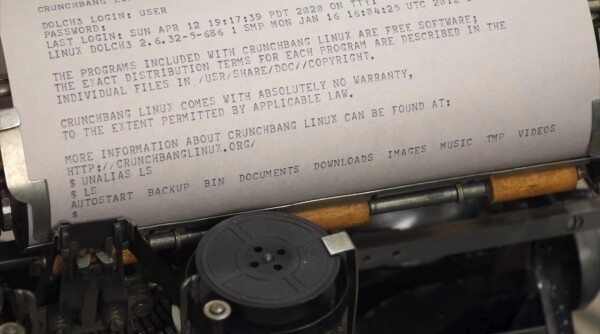 CRUNCHBANG
DOLCH3 LOGIN: USER
PASSWORD:
LAST LOGIN: SUN APR 12 19:17:39 PDT 2020 ON TTY1
LINUX DOLCH3 2.6.32-5-686 1 SMP MON JAN 16 16:04:25 UTC 2012
THE PROGRAMS INCLUDED WITH CRUNCHBANG LINUX ARE FREE SOFTWARE;
THE EXACT DISTRIBUTION TERMS FOR EACH PROGRAM ARE DESCRIBED IN THE
INDIVIDUAL FILES IN /USR/SHARE/DOC//COPYRIGHT.
CRUNCHBANG LINUX COMES WITH ABSOLUTELY NO WARRANTY,
TO THE EXTENT PERMITTED BY APPLICABLE LAW.
MORE INFORMATION ABOUT CRUNCHBANG LINUX CAN BE FOUND AT:
HTTP://CRUNCHBANGLINUX.ORG/
$ UNALIAS LS
$ LS
AUTOSTART BACKUP BIN DOCUMENTS DOWNLOADS IMAGES MUSIC TMP VIDEOS
$